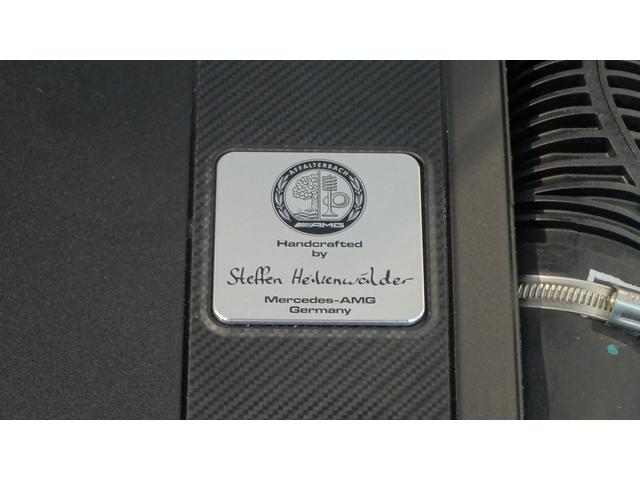 AFFALTERBACH
AMG
Handcrafted
by
Steffen Heikenwälder
Mercedes-AMG
Germany